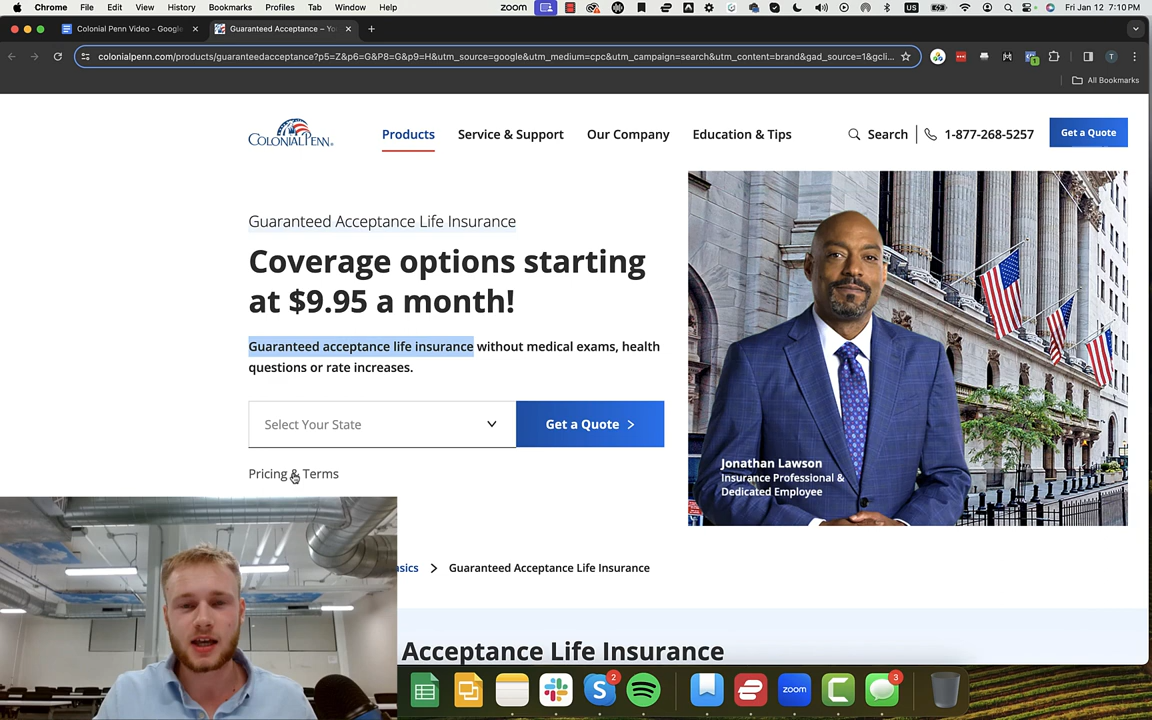 Chrome File Edit View History Bookmarks Profiles Tab Window Help zoom US Fri Jan 12 7:10 PM
Colonial Penn Video - Google Guaranteed Acceptance – Yo
colonialpenn.com/products/guaranteedacceptance?p5=Z&p6=G&P8=G&p9=H&utm_source=google&utm_medium=cpc&utm_campaign=search&utm_content=brand&gad_source=1&gcli... 1 T
All Bookmarks
COLONIAL PENN Products Service & Support Our Company Education & Tips Search 1-877-268-5257 Get a Quote
Guaranteed Acceptance Life Insurance
Coverage options starting
at $9.95 a month!
Guaranteed acceptance life insurance without medical exams, health
questions or rate increases.
Select Your State Get a Quote
Pricing & Terms
Jonathan Lawson
Insurance Professional &
Dedicated Employee
asics Guaranteed Acceptance Life Insurance
Acceptance Life Insurance
2 zoom 3